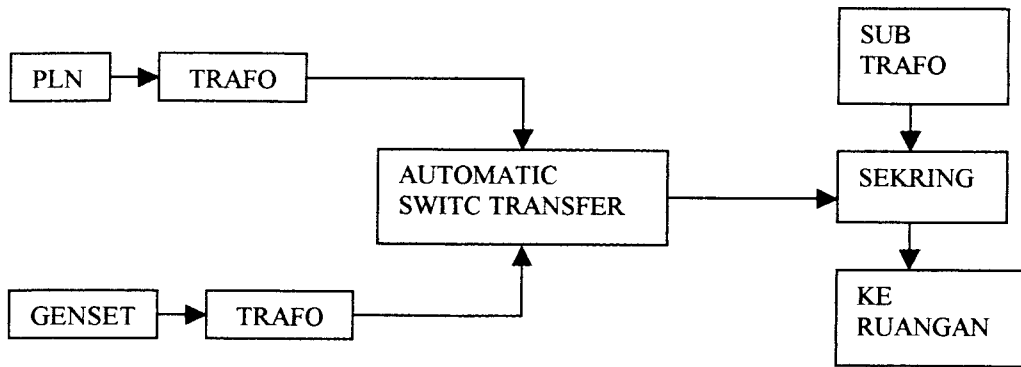 PLN
TRAFO
AUTOMATIC
SWITC TRANSFER
GENSET
TRAFO
SUB
TRAFO
SEKRING
KE
RUANGAN